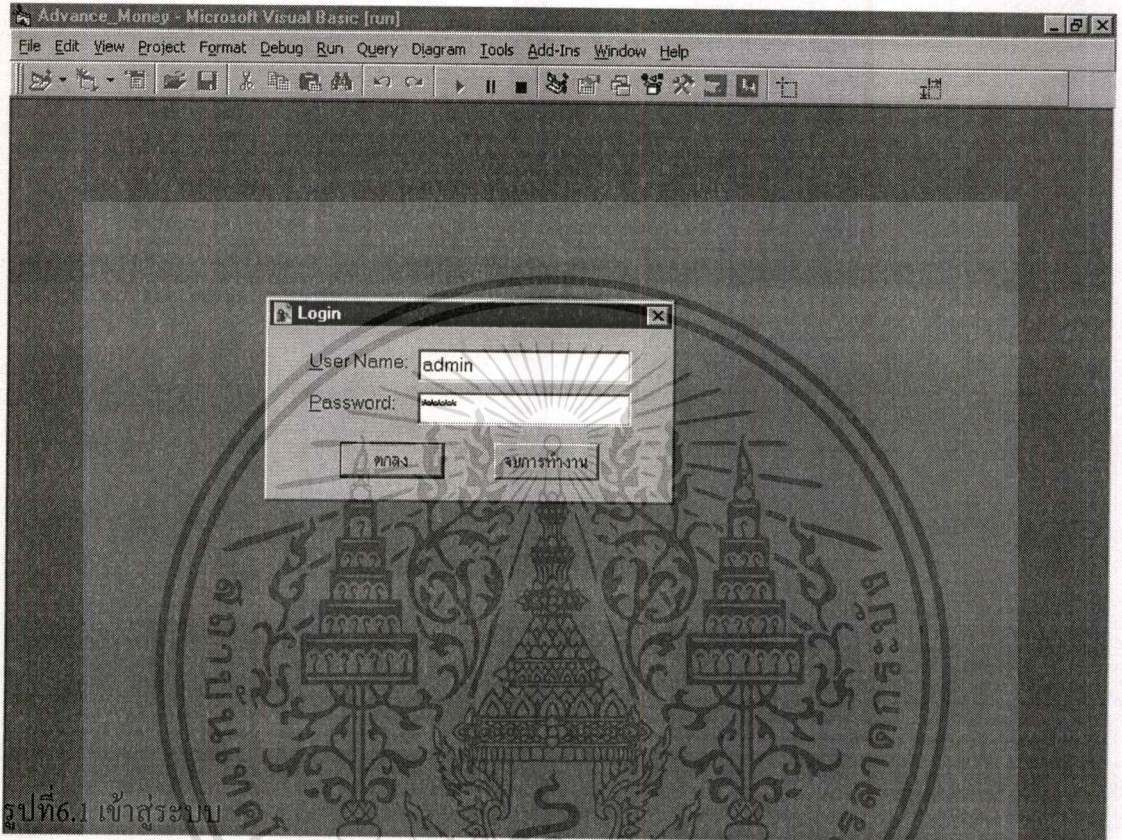 Advance_Money - Microsoft Visual Basic [run]
File Edit View Project Format Debug Run Query Diagram Tools Add-Ins Window Help
Login
User Name: admin
Password: ******
ตกลง จบการทำงาน
รูปที่6.1 เข้าสู่ระบบ